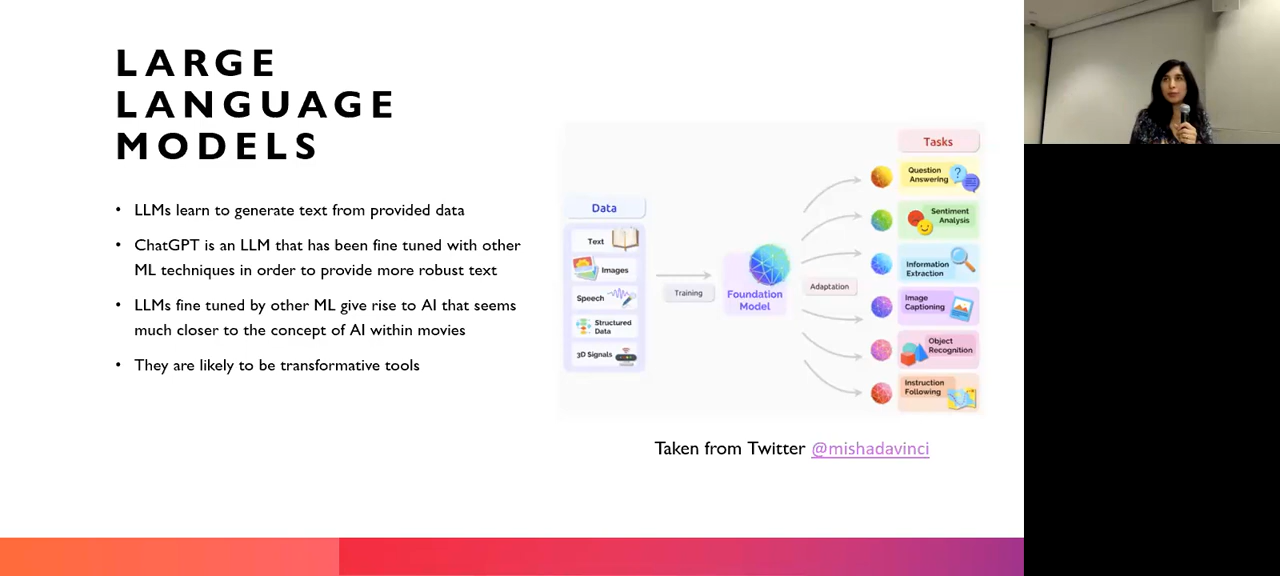 LARGE
LANGUAGE
MODELS
• LLMs learn to generate text from provided data
• ChatGPT is an LLM that has been fine tuned with other
ML techniques in order to provide more robust text
• LLMs fine tuned by other ML give rise to AI that seems
much closer to the concept of AI within movies
• They are likely to be transformative tools
Data
Text
Images
Speech
Structured
Data
3D Signals
Training
Foundation
Model
Adaptation
Tasks
Question
Answering
Sentiment
Analysis
Information
Extraction
Image
Captioning
Object
Recognition
Instruction
Following
Taken from Twitter @mishadavinci